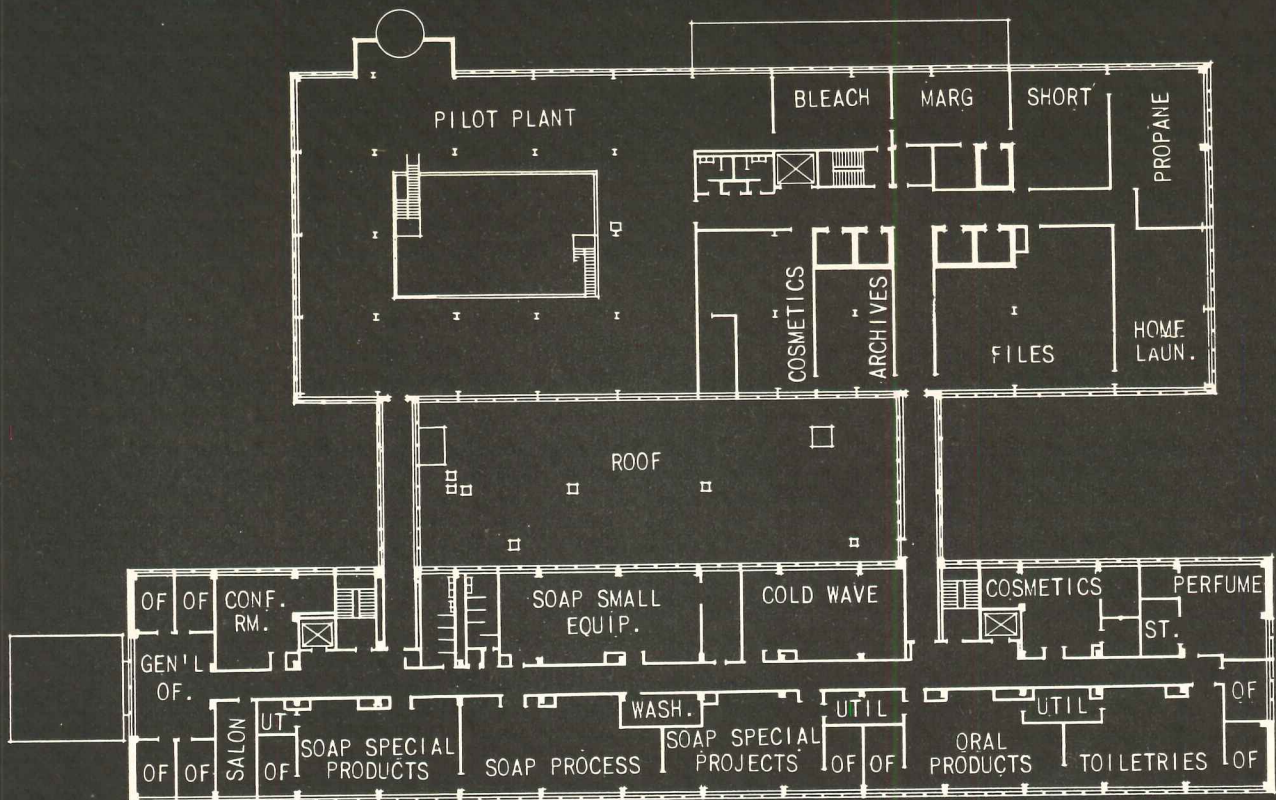 PILOT PLANT
BLEACH
MARG
SHORT
PROPANE
COSMETICS
ARCHIVES
FILES
HOME
LAUN.
ROOF
OF
OF
CONF.
RM.
SOAP SMALL
EQUIP.
COLD WAVE
COSMETICS
PERFUME
ST.
GEN'L
OF.
OF
OF
SALON
UT
OF
SOAP SPECIAL
PRODUCTS
SOAP PROCESS
WASH.
SOAP SPECIAL
PROJECTS
UTIL
OF
OF
ORAL
PRODUCTS
UTIL
TOILETRIES
OF
OF